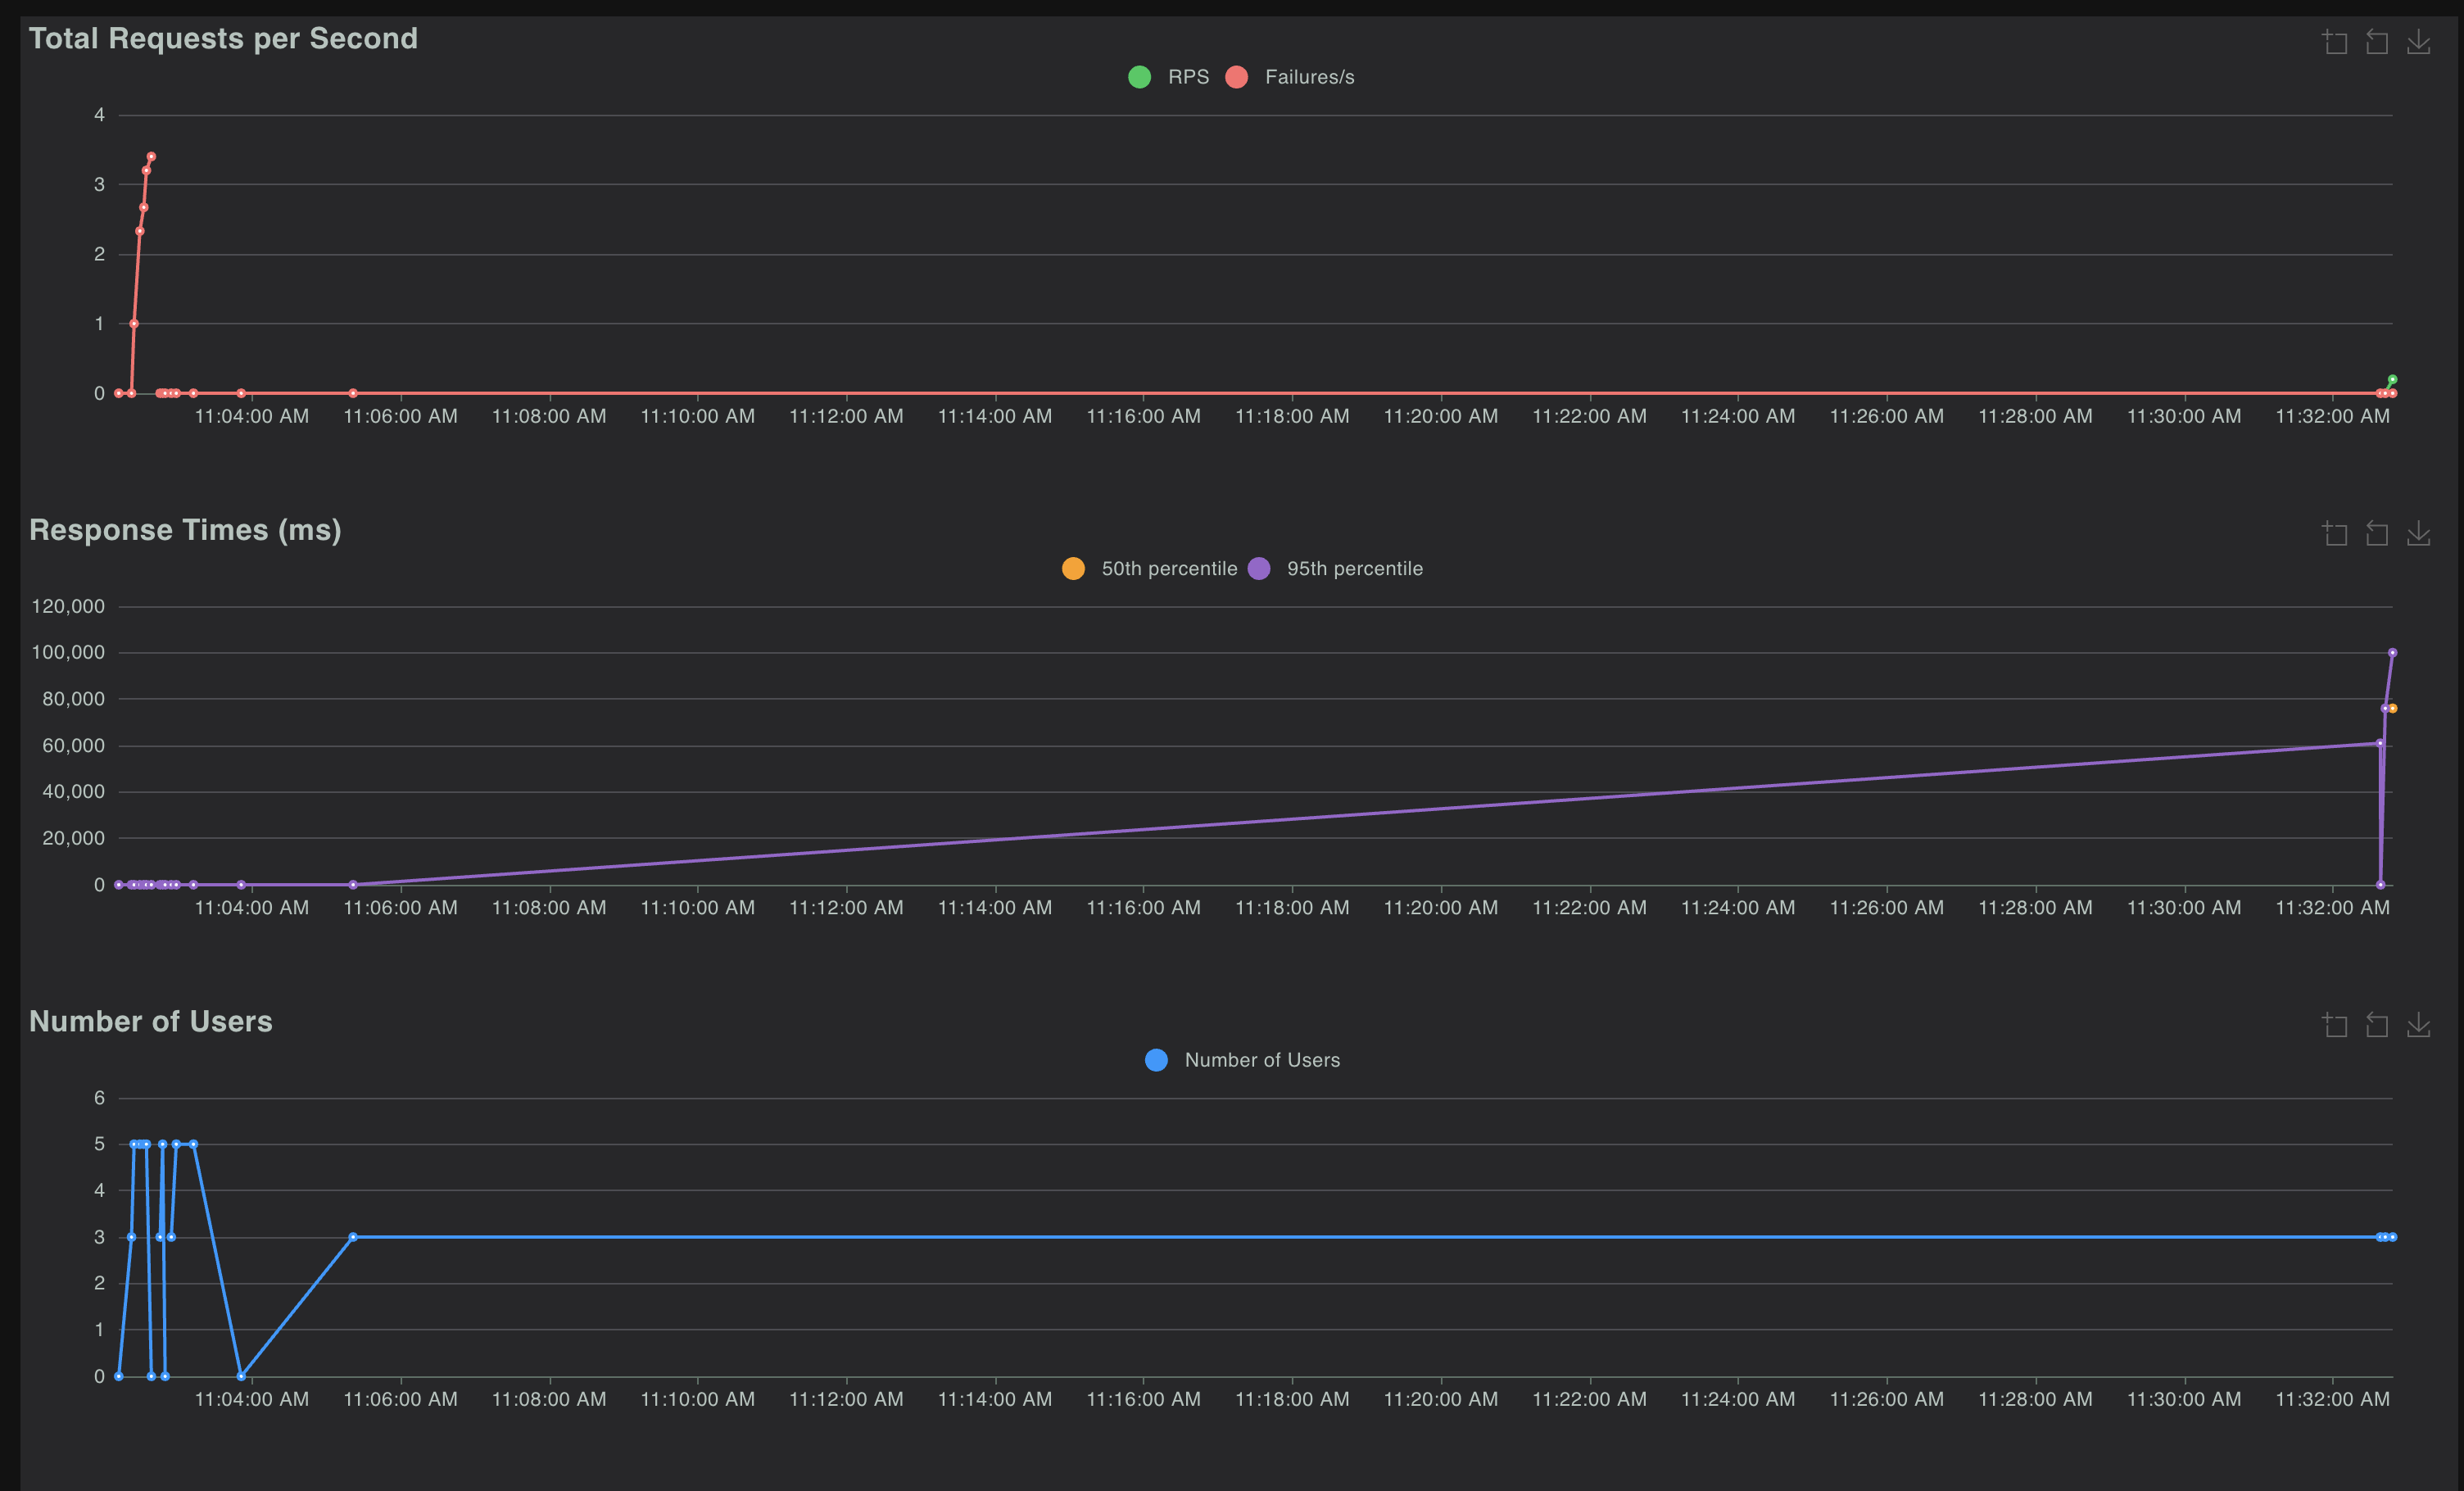 Total Requests per Second
RPS Failures/s
4
3
2
1
0
11:04:00 AM 11:06:00 AM 11:08:00 AM 11:10:00 AM 11:12:00 AM 11:14:00 AM 11:16:00 AM 11:18:00 AM 11:20:00 AM 11:22:00 AM 11:24:00 AM 11:26:00 AM 11:28:00 AM 11:30:00 AM 11:32:00 AM
Response Times (ms)
50th percentile 95th percentile
120,000
100,000
80,000
60,000
40,000
20,000
0
11:04:00 AM 11:06:00 AM 11:08:00 AM 11:10:00 AM 11:12:00 AM 11:14:00 AM 11:16:00 AM 11:18:00 AM 11:20:00 AM 11:22:00 AM 11:24:00 AM 11:26:00 AM 11:28:00 AM 11:30:00 AM 11:32:00 AM
Number of Users
Number of Users
6
5
4
3
2
1
0
11:04:00 AM 11:06:00 AM 11:08:00 AM 11:10:00 AM 11:12:00 AM 11:14:00 AM 11:16:00 AM 11:18:00 AM 11:20:00 AM 11:22:00 AM 11:24:00 AM 11:26:00 AM 11:28:00 AM 11:30:00 AM 11:32:00 AM